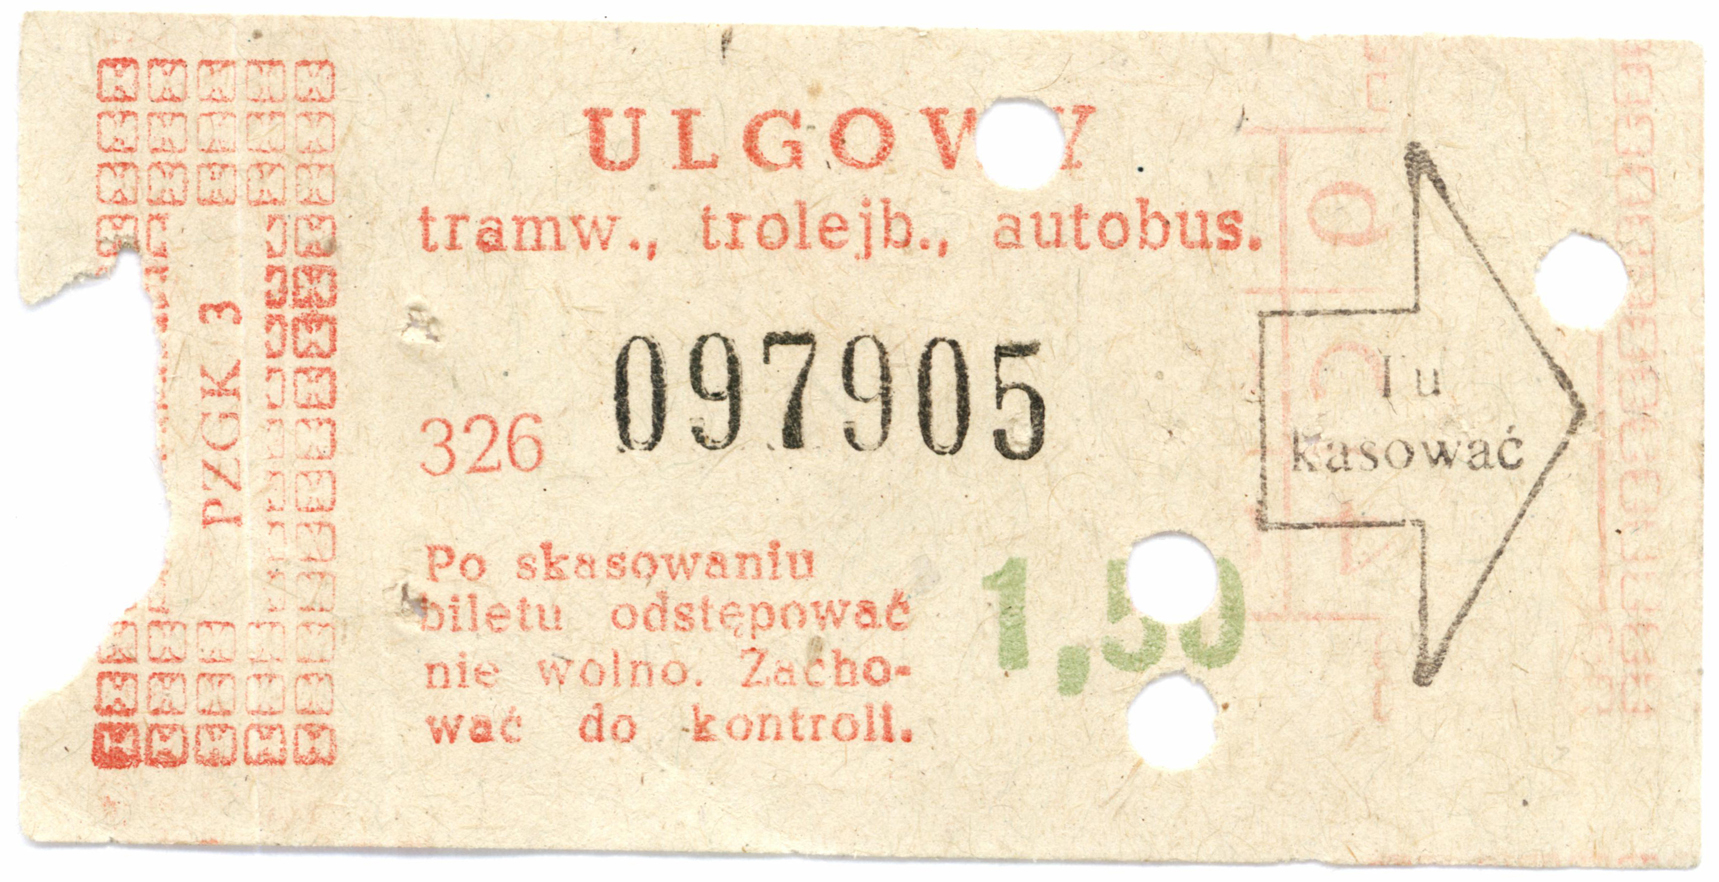 ULGOWY
tramw., trolejb., autobus.
PZGK 3
097905
326
Tu
kasować
Po skasowaniu
biletu odstępować
nie wolno. Zacho-
wać do kontroli.
1,50